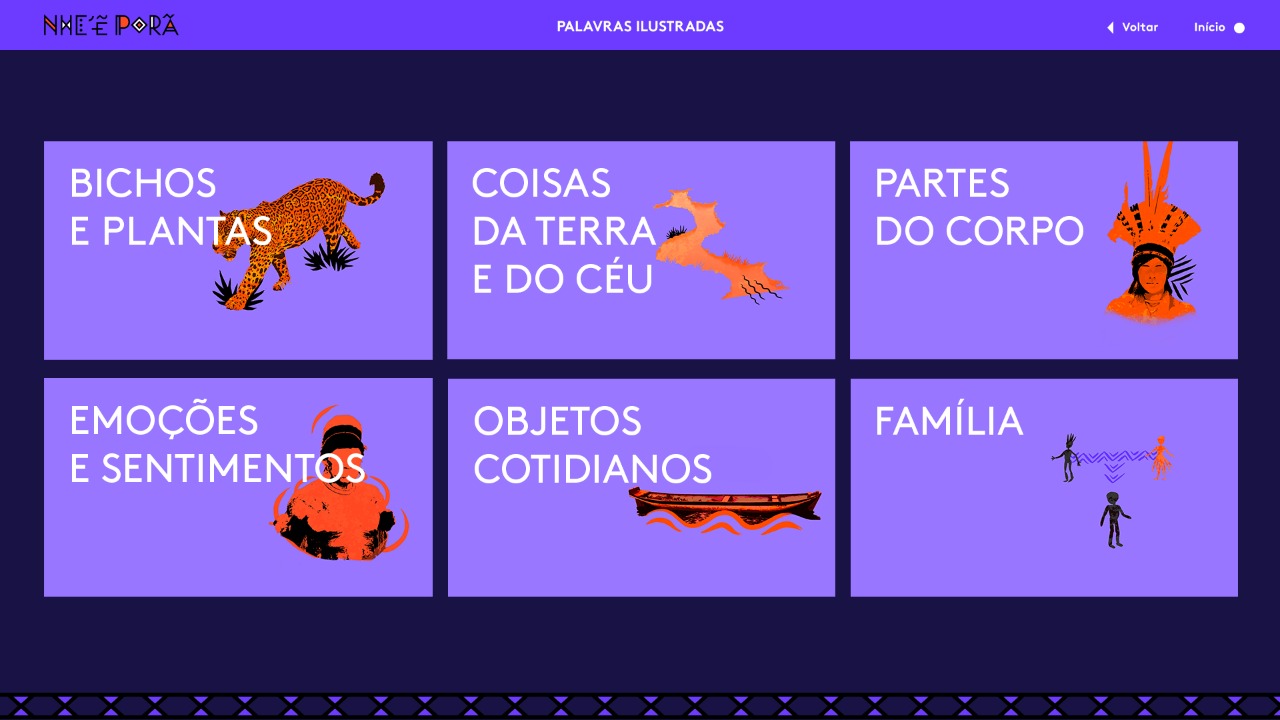 NHE'Ẽ PORÃ
PALAVRAS ILUSTRADAS
Voltar
Início
BICHOS
E PLANTAS
COISAS
DA TERRA
E DO CÉU
PARTES
DO CORPO
EMOÇÕES
E SENTIMENTOS
OBJETOS
COTIDIANOS
FAMÍLIA